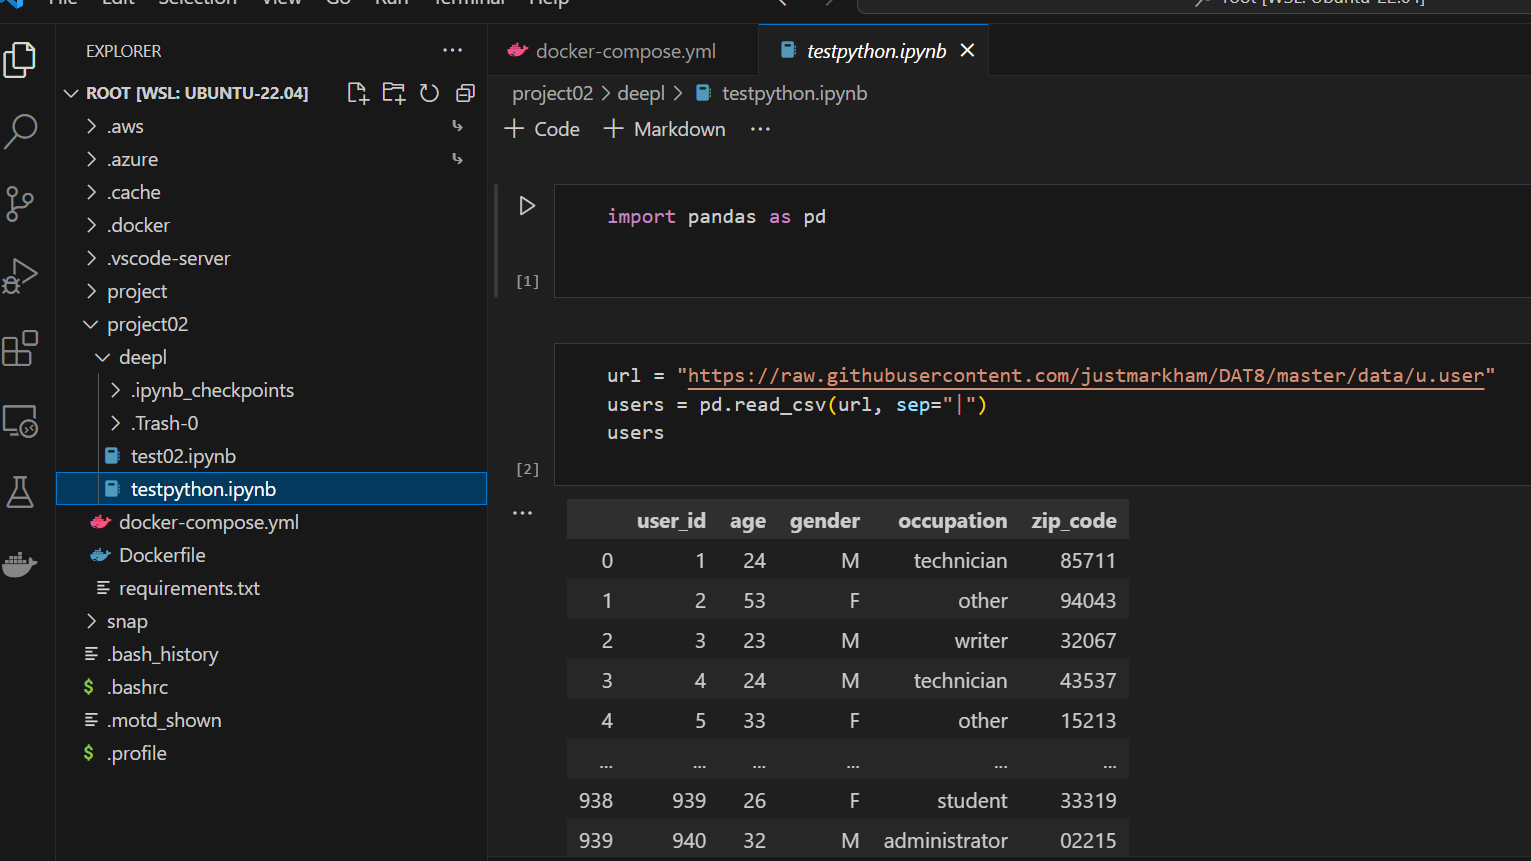 File Edit Selection View Go Run Terminal Help
root [WSL: Ubuntu-22.04]
EXPLORER
ROOT [WSL: UBUNTU-22.04]
.aws
.azure
.cache
.docker
.vscode-server
project
project02
deepl
.ipynb_checkpoints
.Trash-0
test02.ipynb
testpython.ipynb
docker-compose.yml
Dockerfile
requirements.txt
snap
.bash_history
$ .bashrc
.motd_shown
$ .profile
docker-compose.yml
testpython.ipynb
project02 > deepl > testpython.ipynb
+ Code + Markdown ...
import pandas as pd
[1]
url = "https://raw.githubusercontent.com/justmarkham/DAT8/master/data/u.user"
users = pd.read_csv(url, sep="|")
users
[2]
...
user_id age gender occupation zip_code
0 1 24 M technician 85711
1 2 53 F other 94043
2 3 23 M writer 32067
3 4 24 M technician 43537
4 5 33 F other 15213
... ... ... ... ... ...
938 939 26 F student 33319
939 940 32 M administrator 02215